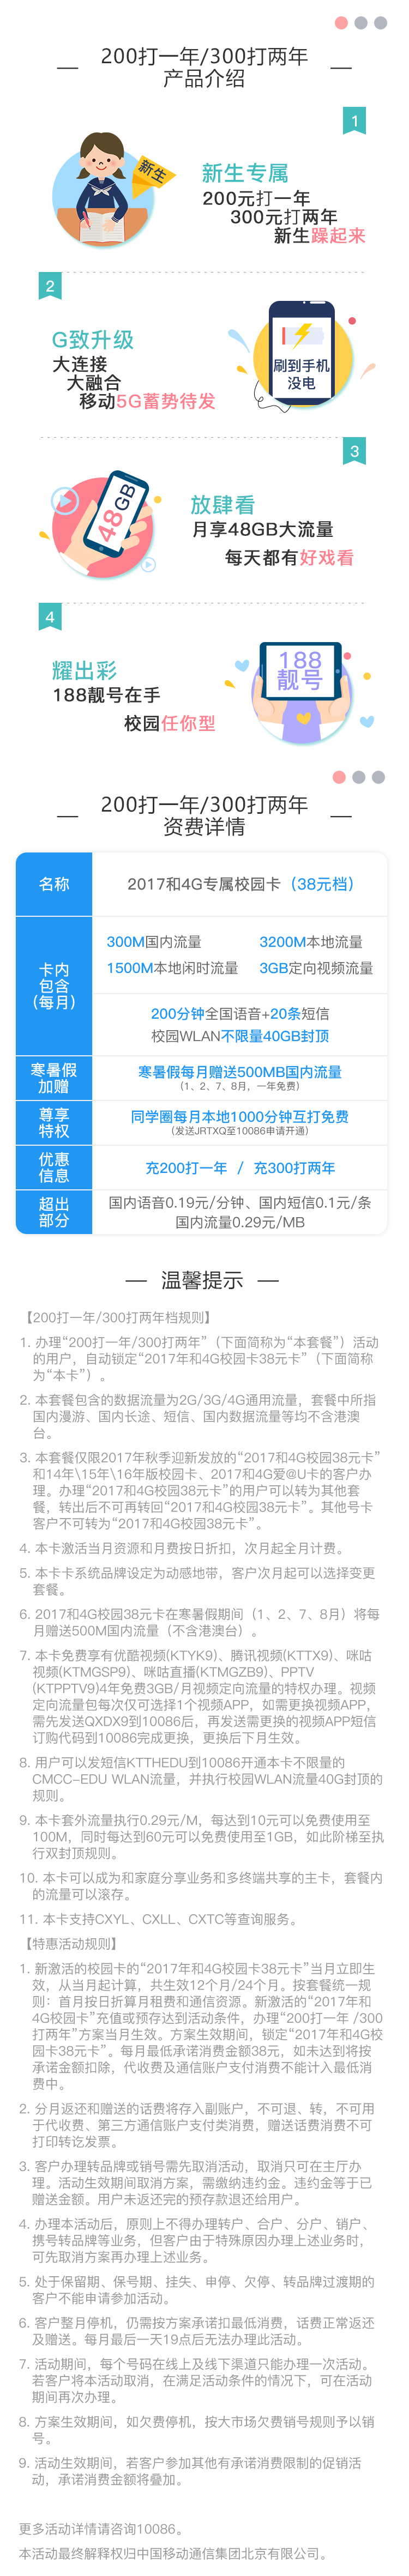 200打一年/300打两年
产品介绍
1
新生
新生专属
200元打一年
300元打两年
新生躁起来
2
G致升级
大连接
大融合
移动5G蓄势待发
刷到手机
没电
3
48GB
放肆看
月享48GB大流量
每天都有好戏看
4
耀出彩
188靓号在手
校园任你型
188
靓号
200打一年/300打两年
资费详情
名称
2017和4G专属校园卡（38元档）
卡内
包含
(每月)
300M国内流量 3200M本地流量
1500M本地闲时流量 3GB定向视频流量
200分钟全国语音+20条短信
校园WLAN不限量40GB封顶
寒暑假
加赠
寒暑假每月赠送500MB国内流量
(1、2、7、8月，一年免费)
尊享
特权
同学圈每月本地1000分钟互打免费
(发送JRTXQ至10086申请开通)
优惠
信息
充200打一年 / 充300打两年
超出
部分
国内语音0.19元/分钟、国内短信0.1元/条
国内流量0.29元/MB
温馨提示
【200打一年/300打两年档规则】
1. 办理“200打一年/300打两年”（下面简称为“本套餐”）活动
的用户，自动锁定“2017年和4G校园卡38元卡”（下面简称
为“本卡”）。
2. 本套餐包含的数据流量为2G/3G/4G通用流量，套餐中所指
国内漫游、国内长途、短信、国内数据流量等均不含港澳
台。
3. 本套餐仅限2017年秋季迎新发放的“2017和4G校园38元卡”
和14年\15年\16年版校园卡、2017和4G爱@U卡的客户办
理。办理“2017和4G校园38元卡”的用户可以转为其他套
餐，转出后不可再转回“2017和4G校园38元卡”。其他号卡
客户不可转为“2017和4G校园38元卡”。
4. 本卡激活当月资源和月费按日折扣，次月起全月计费。
5. 本卡卡系统品牌设定为动感地带，客户次月起可以选择变更
套餐。
6. 2017和4G校园38元卡在寒暑假期间（1、2、7、8月）将每
月赠送500M国内流量（不含港澳台）。
7. 本卡免费享有优酷视频(KTYK9)、腾讯视频(KTTX9)、咪咕
视频(KTMGSP9)、咪咕直播(KTMGZB9)、PPTV
(KTPPTV9)4年免费3GB/月视频定向流量的特权办理。视频
定向流量包每次仅可选择1个视频APP，如需更换视频APP，
需先发送QXDX9到10086后，再发送需更换的视频APP短信
订购代码到10086完成更换，更换后下月生效。
8. 用户可以发短信KTTHEDU到10086开通本卡不限量的
CMCC-EDU WLAN流量，并执行校园WLAN流量40G封顶的
规则。
9. 本卡套外流量执行0.29元/M，每达到10元可以免费使用至
100M，同时每达到60元可以免费使用至1GB，如此阶梯至执
行双封顶规则。
10. 本卡可以成为和家庭分享业务和多终端共享的主卡，套餐内
的流量可以滚存。
11. 本卡支持CXYL、CXLL、CXTC等查询服务。
【特惠活动规则】
1. 新激活的校园卡的“2017年和4G校园卡38元卡”当月立即生
效，从当月起计算，共生效12个月/24个月。按套餐统一规
则：首月按日折算月租费和通信资源。新激活的“2017年和
4G校园卡”充值或预存达到活动条件，办理“200打一年 /300
打两年”方案当月生效。方案生效期间，锁定“2017年和4G校
园卡38元卡”。每月最低承诺消费金额38元，如未达到将按
承诺金额扣除，代收费及通信账户支付消费不能计入最低消
费中。
2. 分月返还和赠送的话费将存入副账户，不可退、转，不可用
于代收费、第三方通信账户支付类消费，赠送话费消费不可
打印转讫发票。
3. 客户办理转品牌或销号需先取消活动，取消只可在主厅办
理。活动生效期间取消方案，需缴纳违约金。违约金等于已
赠送金额。用户未返还完的预存款退还给用户。
4. 办理本活动后，原则上不得办理转户、合户、分户、销户、
携号转品牌等业务，但客户由于特殊原因办理上述业务时，
可先取消方案再办理上述业务。
5. 处于保留期、保号期、挂失、申停、欠停、转品牌过渡期的
客户不能申请参加活动。
6. 客户整月停机，仍需按方案承诺扣最低消费，话费正常返还
及赠送。每月最后一天19点后无法办理此活动。
7. 活动期间，每个号码在线上及线下渠道只能办理一次活动。
若客户将本活动取消，在满足活动条件的情况下，可在活动
期间再次办理。
8. 方案生效期间，如欠费停机，按大市场欠费销号规则予以销
号。
9. 活动生效期间，若客户参加其他有承诺消费限制的促销活
动，承诺消费金额将叠加。
更多活动详情请咨询10086。
本活动最终解释权归中国移动通信集团北京有限公司。